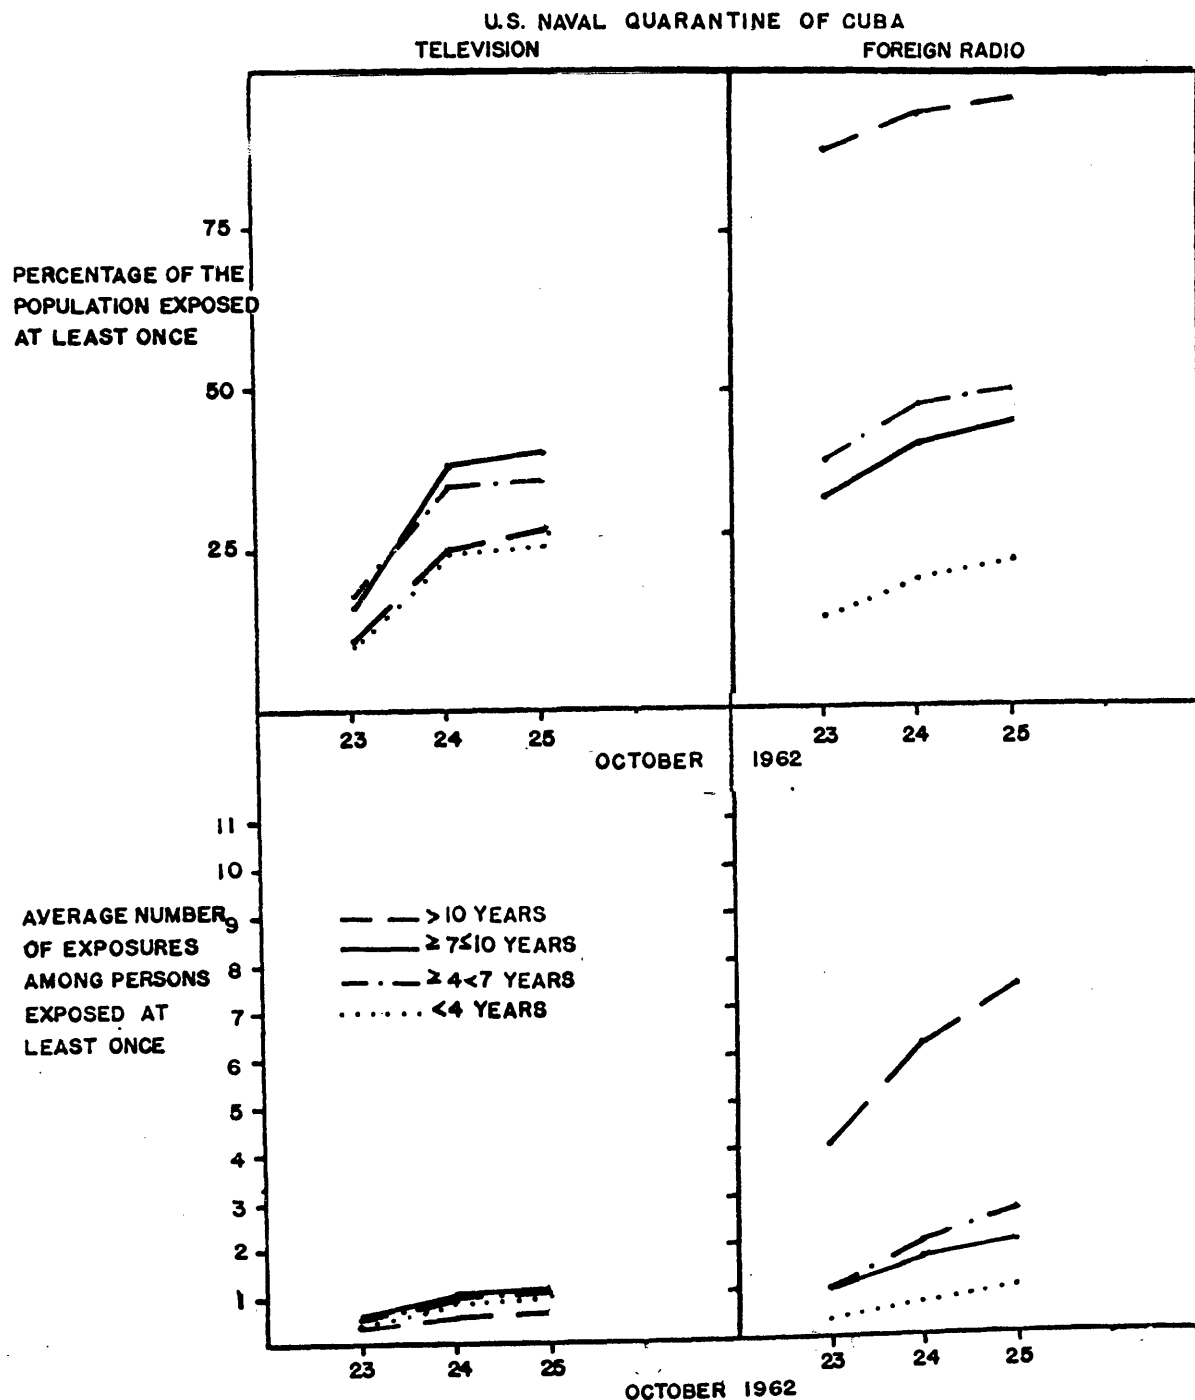 U.S. NAVAL QUARANTINE OF CUBA
TELEVISION
FOREIGN RADIO
75
PERCENTAGE OF THE
POPULATION EXPOSED
AT LEAST ONCE
50
25
23 24 25
23 24 25
OCTOBER 1962
11
10
9
8
7
6
5
4
3
2
1
AVERAGE NUMBER
OF EXPOSURES
AMONG PERSONS
EXPOSED AT
LEAST ONCE
>10 YEARS
≥7≤10 YEARS
≥4<7 YEARS
<4 YEARS
23 24 25
23 24 25
OCTOBER 1962